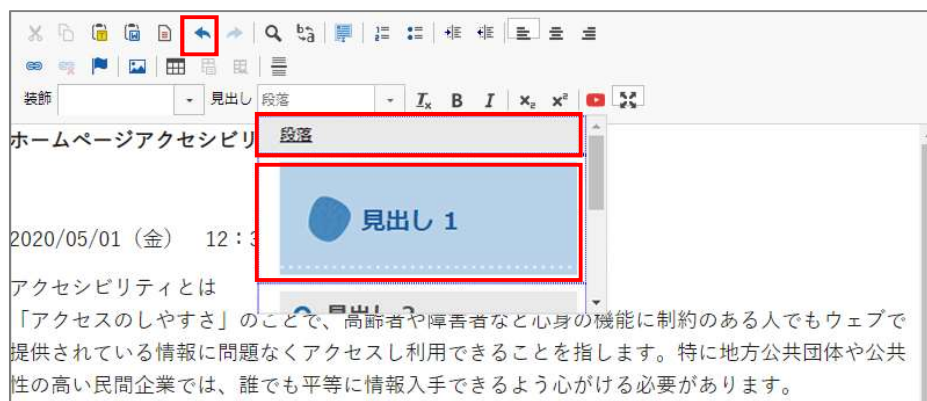 装飾 見出し 段落 Tx B I x₂ x²
ホームページアクセシビリ
段落
見出し 1
2020/05/01（金） 12：3
アクセシビリティとは
「アクセスのしやすさ」のことで、高齢者や障害者など心身の機能に制約のある人でもウェブで
提供されている情報に問題なくアクセスし利用できることを指します。特に地方公共団体や公共
性の高い民間企業では、誰でも平等に情報入手できるよう心がける必要があります。